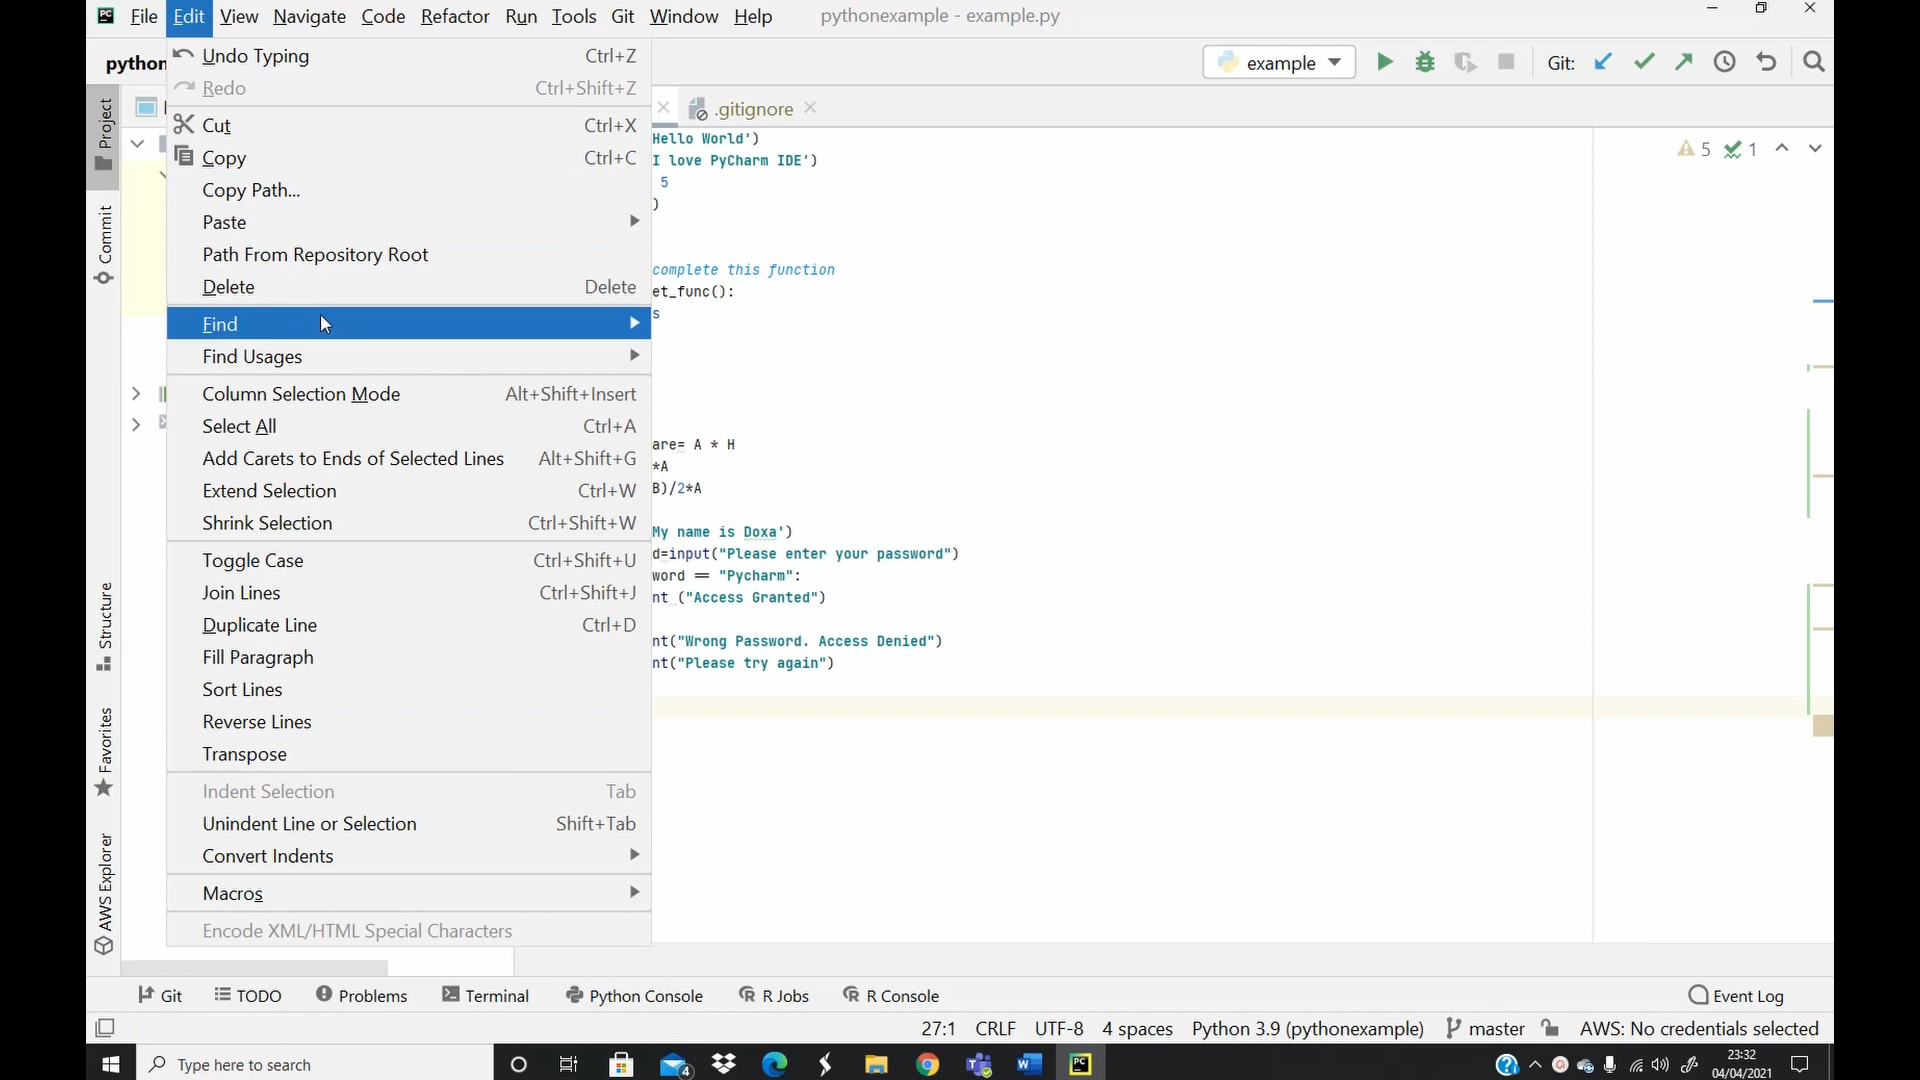 PC File Edit View Navigate Code Refactor Run Tools Git Window Help pythonexample - example.py
python example Git:
Undo Typing Ctrl+Z
Redo Ctrl+Shift+Z
Cut Ctrl+X
Copy Ctrl+C
Copy Path...
Paste
Path From Repository Root
Delete Delete
Find
Find Usages
Column Selection Mode Alt+Shift+Insert
Select All Ctrl+A
Add Carets to Ends of Selected Lines Alt+Shift+G
Extend Selection Ctrl+W
Shrink Selection Ctrl+Shift+W
Toggle Case Ctrl+Shift+U
Join Lines Ctrl+Shift+J
Duplicate Line Ctrl+D
Fill Paragraph
Sort Lines
Reverse Lines
Transpose
Indent Selection Tab
Unindent Line or Selection Shift+Tab
Convert Indents
Macros
Encode XML/HTML Special Characters
Project
Commit
Structure
Favorites
AWS Explorer
.gitignore
5 1
Hello World')
I love PyCharm IDE')
5
)
complete this function
et_func():
s
are= A * H
*A
B)/2*A
My name is Doxa')
d=input("Please enter your password")
word == "Pycharm":
nt ("Access Granted")
nt("Wrong Password. Access Denied")
nt("Please try again")
Git TODO Problems Terminal Python Console R Jobs R Console Event Log
27:1 CRLF UTF-8 4 spaces Python 3.9 (pythonexample) master AWS: No credentials selected
Type here to search 4 PC 23:32
04/04/2021